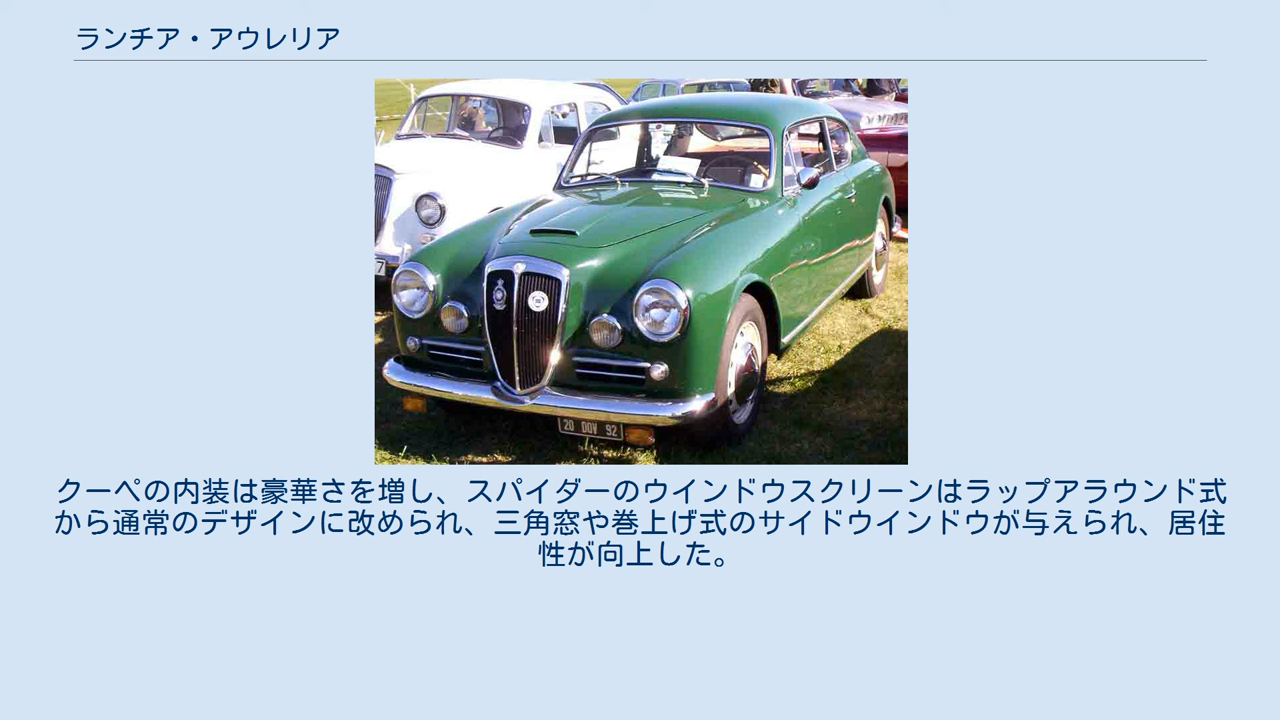 ランチア・アウレリア
20 DOV 92
クーペの内装は豪華さを増し、スパイダーのウインドウスクリーンはラップアラウンド式
から通常のデザインに改められ、三角窓や巻上げ式のサイドウインドウが与えられ、居住
性が向上した。